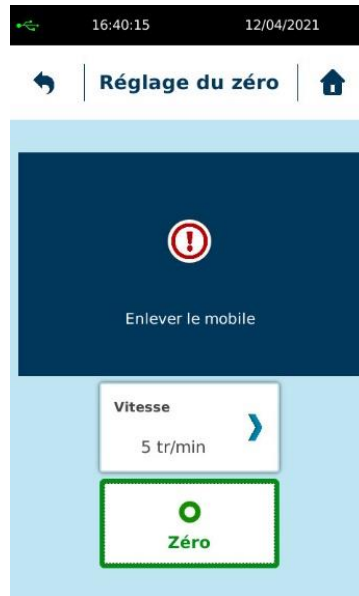 16:40:15 12/04/2021
Réglage du zéro
Enlever le mobile
Vitesse
5 tr/min
Zéro